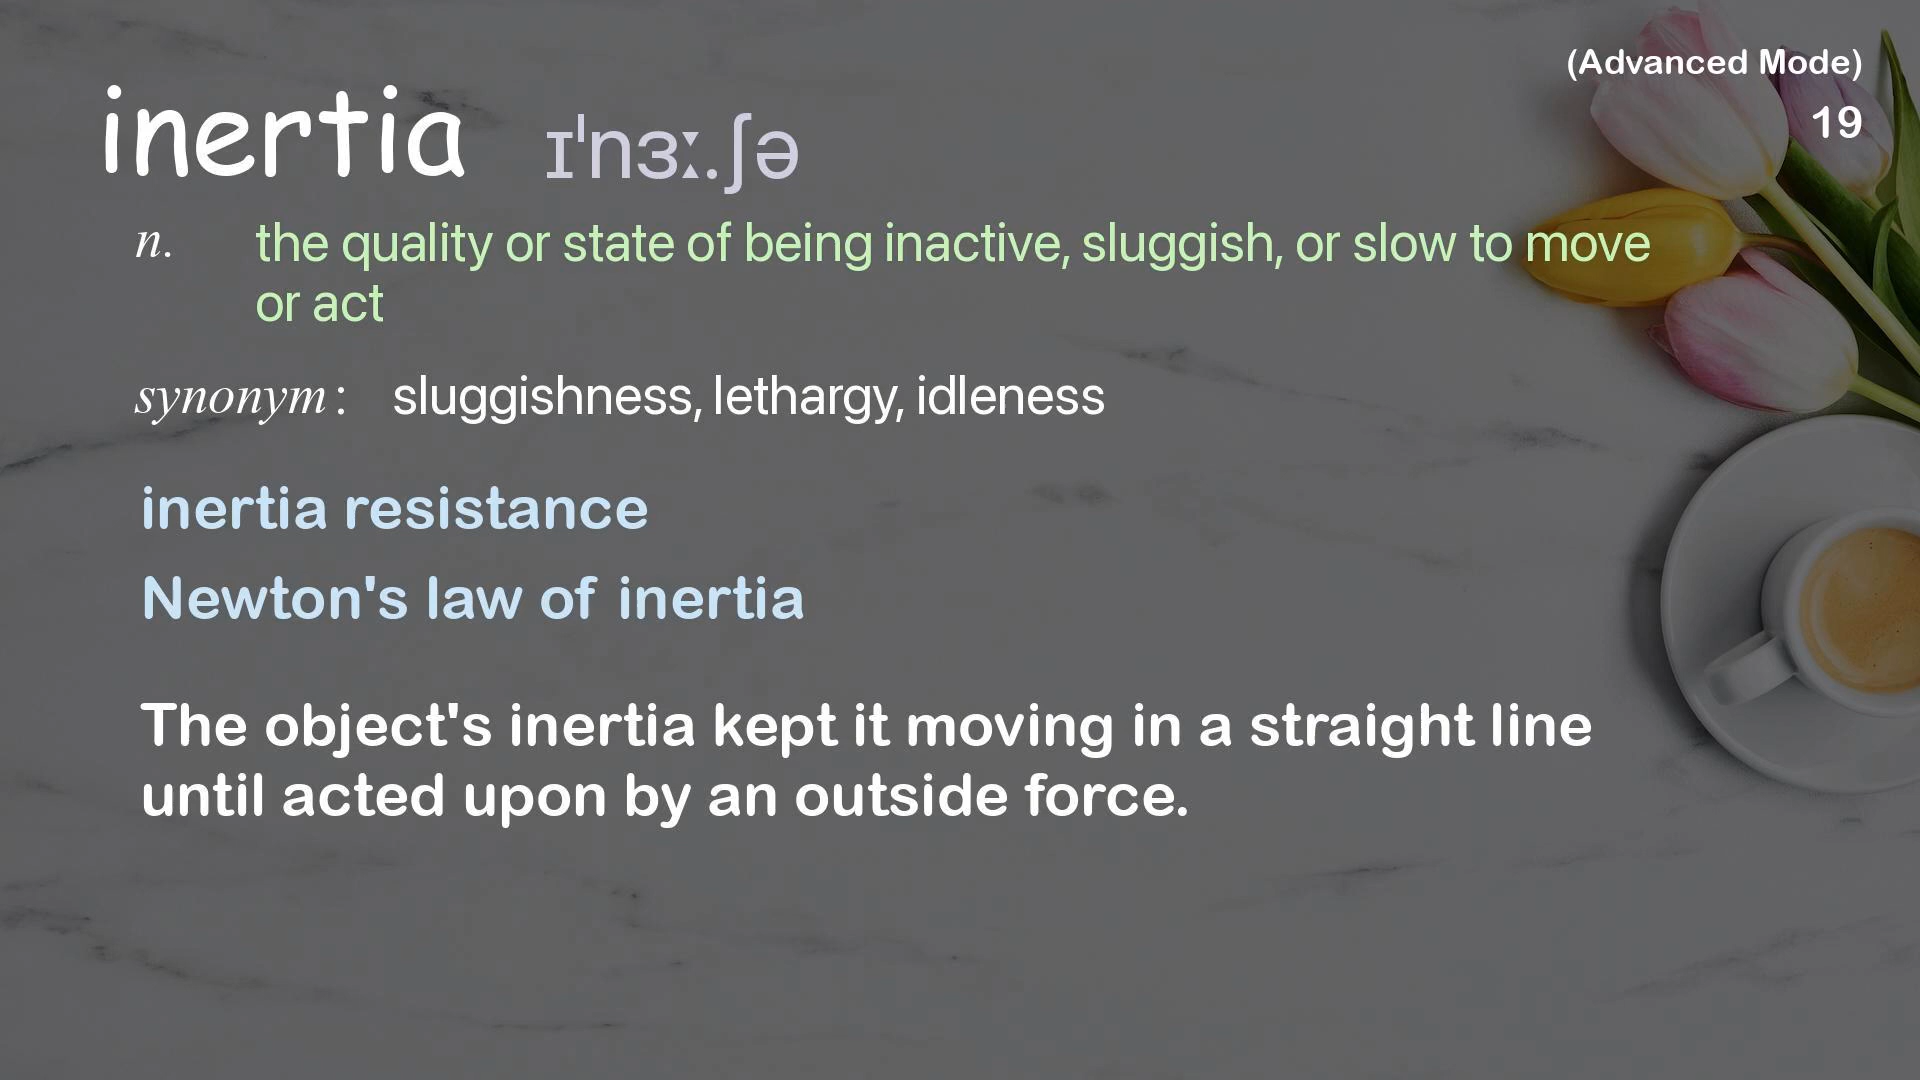 (Advanced Mode)
inertia ɪˈnɜː.ʃə
19
n. the quality or state of being inactive, sluggish, or slow to move
or act
synonym : sluggishness, lethargy, idleness
inertia resistance
Newton's law of inertia
The object's inertia kept it moving in a straight line
until acted upon by an outside force.